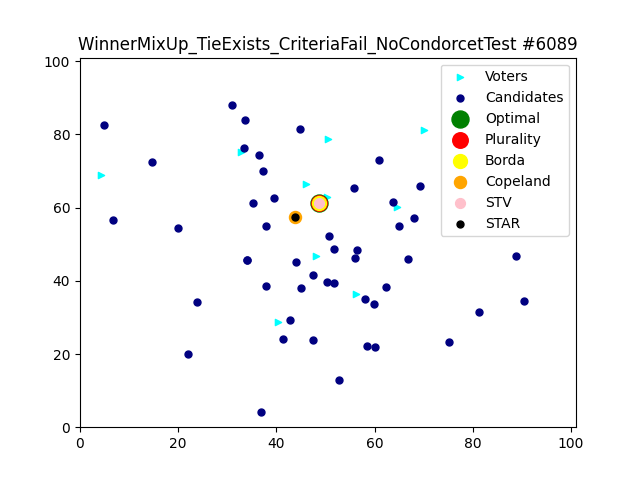 WinnerMixUp_TieExists_CriteriaFail_NoCondorcetTest #6089
100
80
60
40
20
0
0 20 40 60 80 100
Voters
Candidates
Optimal
Plurality
Borda
Copeland
STV
STAR